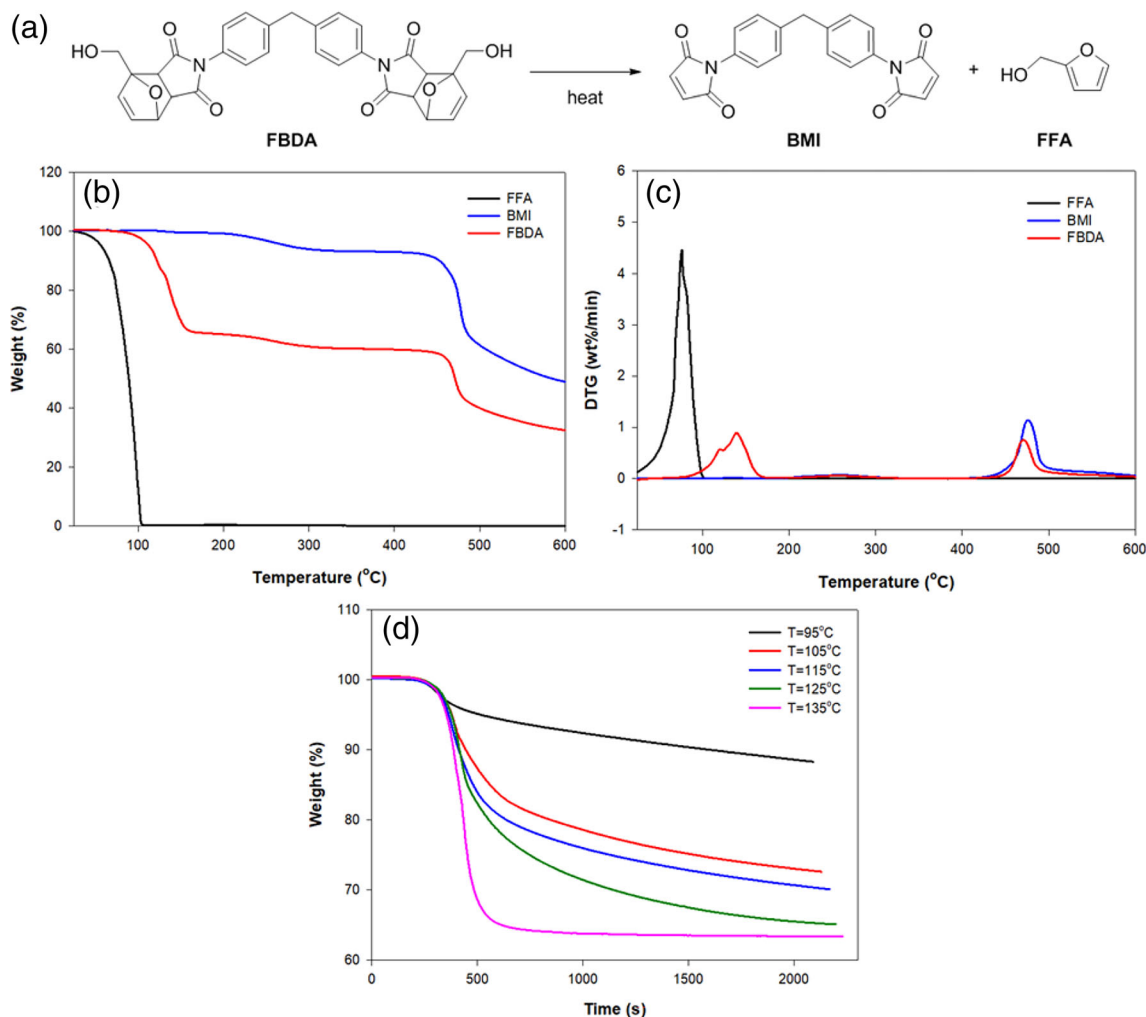 (a)
HO
O
O
N
O
O
N
O
O
OH
O
O
heat
N
O
O
O
N
O
+
HO
O
FBDA
BMI
FFA
(b)
FFA
BMI
FBDA
120
100
80
60
40
20
0
Weight (%)
100 200 300 400 500 600
Temperature (°C)
(c)
FFA
BMI
FBDA
6
5
4
3
2
1
0
-1
DTG (wt%/min)
100 200 300 400 500 600
Temperature (°C)
(d)
T=95°C
T=105°C
T=115°C
T=125°C
T=135°C
110
100
90
80
70
60
Weight (%)
0 500 1000 1500 2000
Time (s)